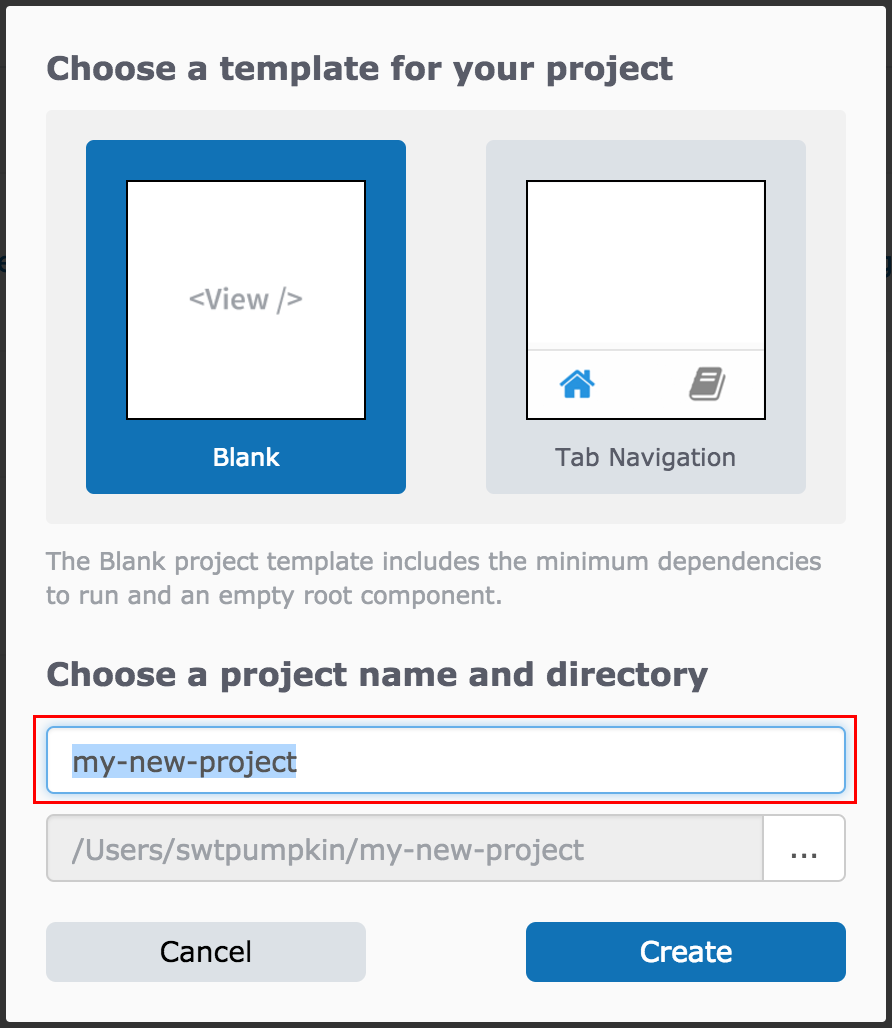 Choose a template for your project
<View />
Blank
Tab Navigation
The Blank project template includes the minimum dependencies
to run and an empty root component.
Choose a project name and directory
my-new-project
/Users/swtpumpkin/my-new-project
...
Cancel
Create